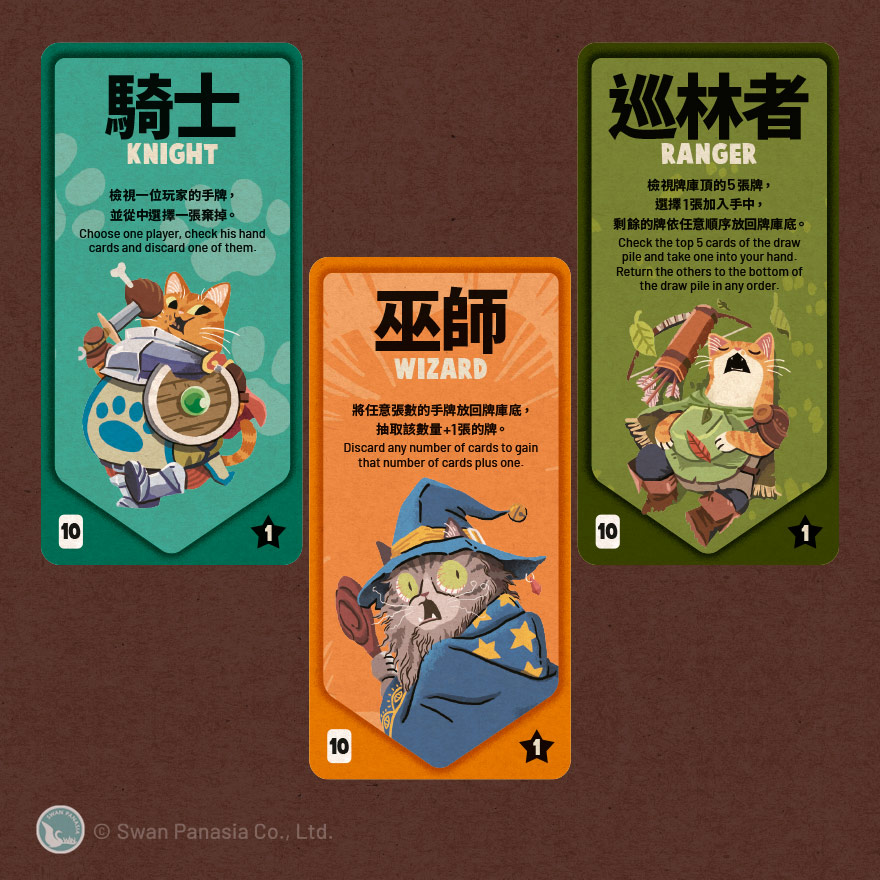 騎士
KNIGHT
檢視一位玩家的手牌，
並從中選擇一張棄掉。
Choose one player, check his hand
cards and discard one of them.
10
1
巫師
WIZARD
將任意張數的手牌放回牌庫底，
抽取該數量+1張的牌。
Discard any number of cards to gain
that number of cards plus one.
10
1
巡林者
RANGER
檢視牌庫頂的5張牌，
選擇1張加入手中，
剩餘的牌依任意順序放回牌庫底。
Check the top 5 cards of the draw
pile and take one into your hand.
Return the others to the bottom of
the draw pile in any order.
10
1
SWAN PANASIA
© Swan Panasia Co., Ltd.